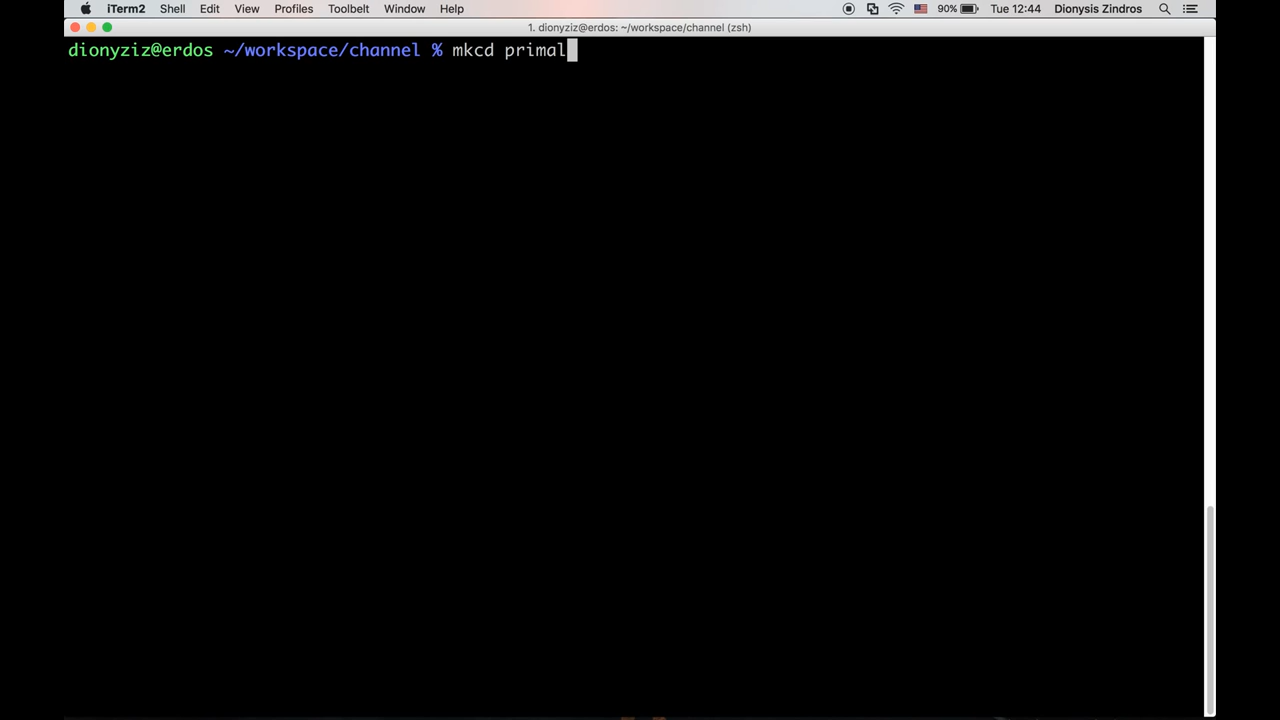 iTerm2 Shell Edit View Profiles Toolbelt Window Help 90% Tue 12:44 Dionysis Zindros
1. dionyziz@erdos: ~/workspace/channel (zsh)
dionyziz@erdos ~/workspace/channel % mkcd primal